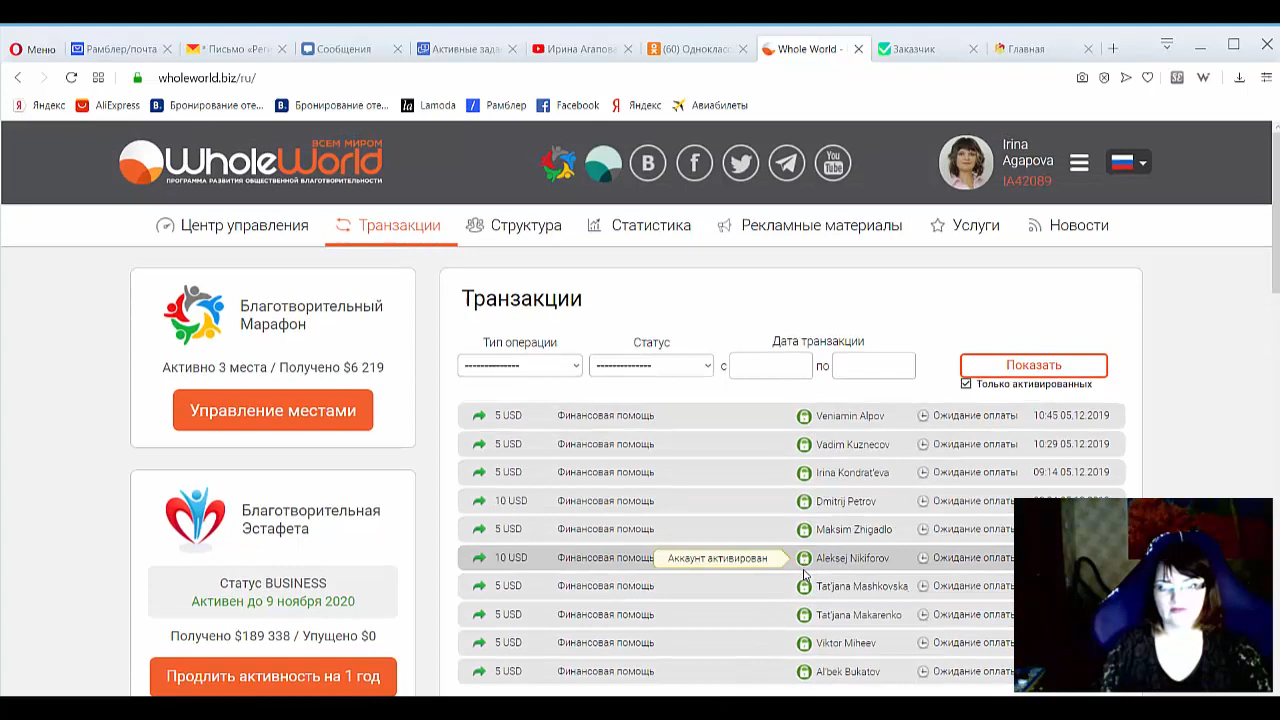 Меню
Рамблер/почта
* Письмо «Реги
Сообщения
Активные зада
Ирина Агапова
(60) Одноклас
Whole World -
Заказчик
Главная
wholeworld.biz/ru/
Яндекс
AliExpress
Бронирование оте...
Бронирование оте...
Lamoda
Рамблер
Facebook
Яндекс
Авиабилеты
ВСЕМ МИРОМ
WholeWorld
ПРОГРАММА РАЗВИТИЯ ОБЩЕСТВЕННОЙ БЛАГОТВОРИТЕЛЬНОСТИ
Irina
Agapova
IA42089
Центр управления
Транзакции
Структура
Статистика
Рекламные материалы
Услуги
Новости
Благотворительный
Марафон
Активно 3 места / Получено $6 219
Управление местами
Благотворительная
Эстафета
Статус BUSINESS
Активен до 9 ноября 2020
Получено $189 338 / Упущено $0
Продлить активность на 1 год
Транзакции
Тип операции
Статус
Дата транзакции
--------------
--------------
с
по
Показать
Только активированных
5 USD Финансовая помощь Veniamin Alpov Ожидание оплаты 10:45 05.12.2019
5 USD Финансовая помощь Vadim Kuznecov Ожидание оплаты 10:29 05.12.2019
5 USD Финансовая помощь Irina Kondrat'eva Ожидание оплаты 09:14 05.12.2019
10 USD Финансовая помощь Dmitrij Petrov Ожидание оплаты
5 USD Финансовая помощь Maksim Zhigadlo Ожидание оплаты
10 USD Финансовая помощь Аккаунт активирован Aleksej Nikiforov Ожидание оплаты
5 USD Финансовая помощь Tat'jana Mashkovska Ожидание оплаты
5 USD Финансовая помощь Tat'jana Makarenko Ожидание оплаты
5 USD Финансовая помощь Viktor Miheev Ожидание оплаты
5 USD Финансовая помощь Al'bek Bukatov Ожидание оплаты